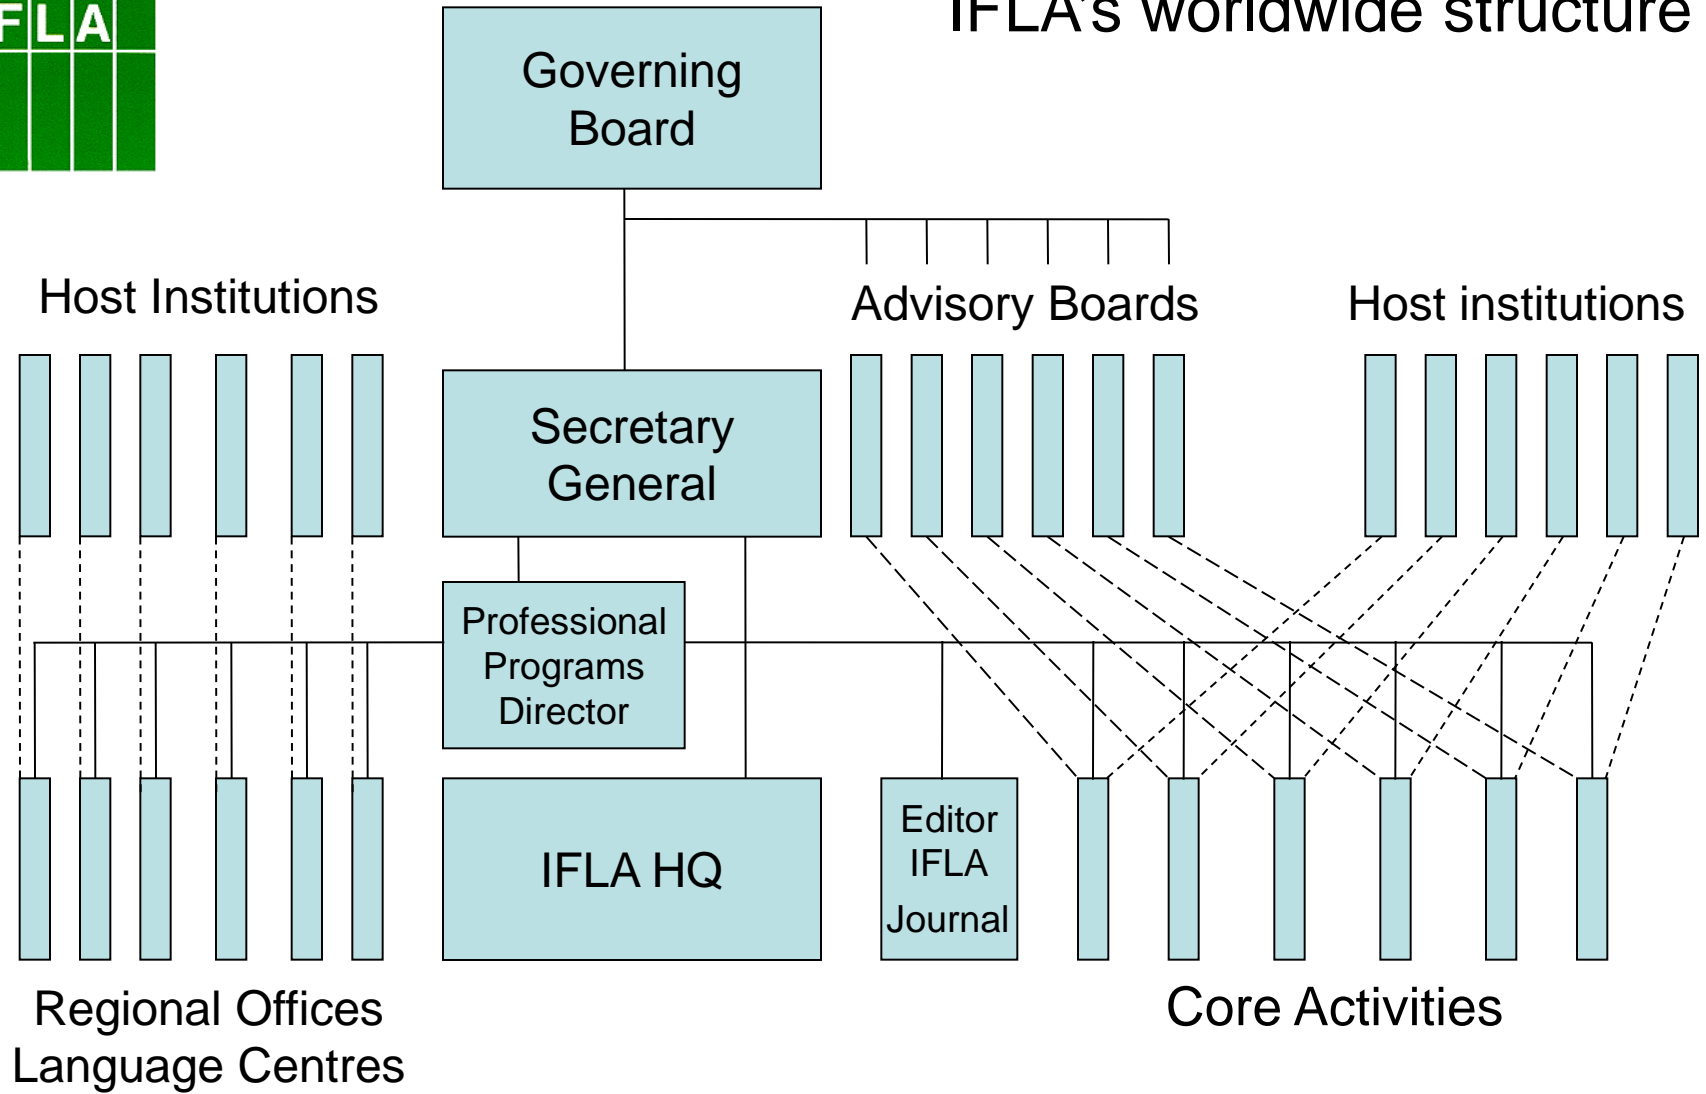 FLA
IFLA's worldwide structure
Governing
Board
Host Institutions
Advisory Boards
Host institutions
Secretary
General
Professional
Programs
Director
IFLA HQ
Editor
IFLA
Journal
Regional Offices
Language Centres
Core Activities